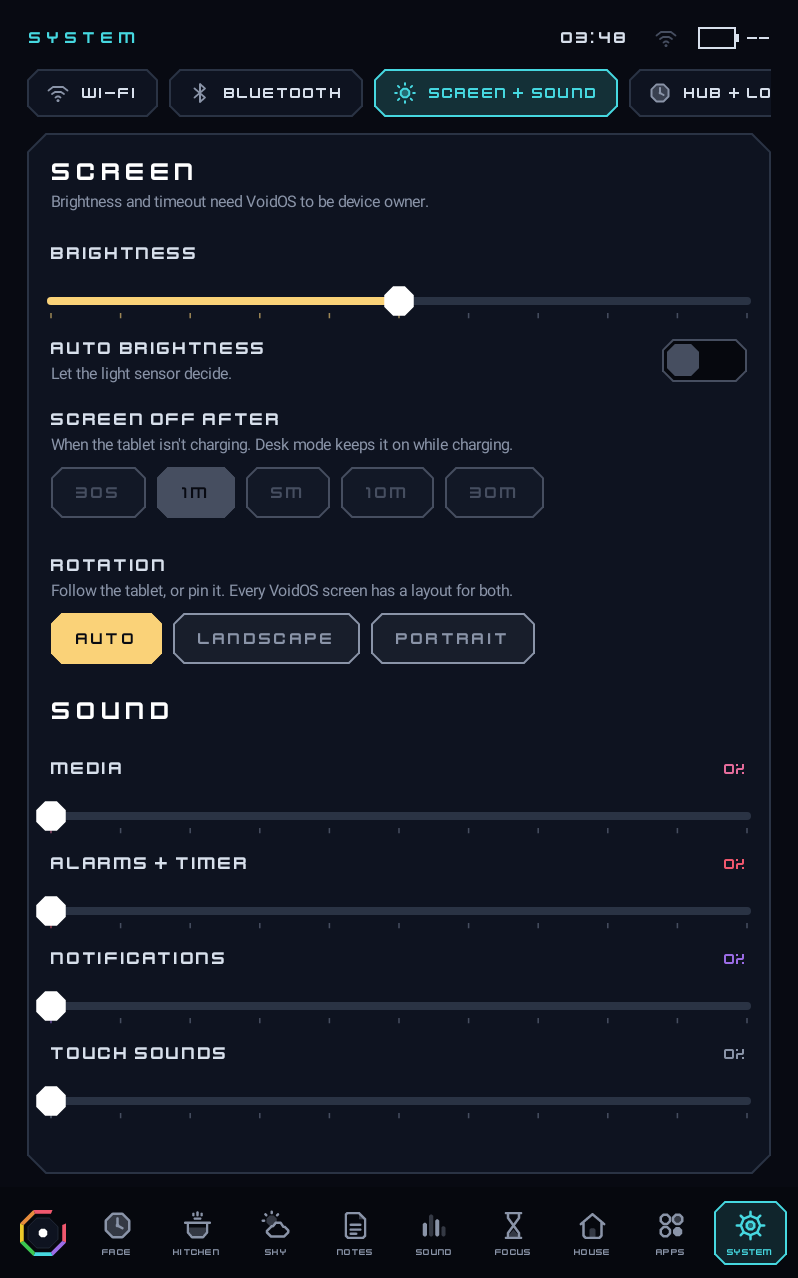 SYSTEM
03:48
--
WI-FI
BLUETOOTH
SCREEN + SOUND
HUB + LO
SCREEN
Brightness and timeout need VoidOS to be device owner.
BRIGHTNESS
AUTO BRIGHTNESS
Let the light sensor decide.
SCREEN OFF AFTER
When the tablet isn't charging. Desk mode keeps it on while charging.
30S 1M 5M 10M 30M
ROTATION
Follow the tablet, or pin it. Every VoidOS screen has a layout for both.
AUTO LANDSCAPE PORTRAIT
SOUND
MEDIA 0%
ALARMS + TIMER 0%
NOTIFICATIONS 0%
TOUCH SOUNDS 0%
FACE KITCHEN SKY NOTES SOUND FOCUS HOUSE APPS SYSTEM